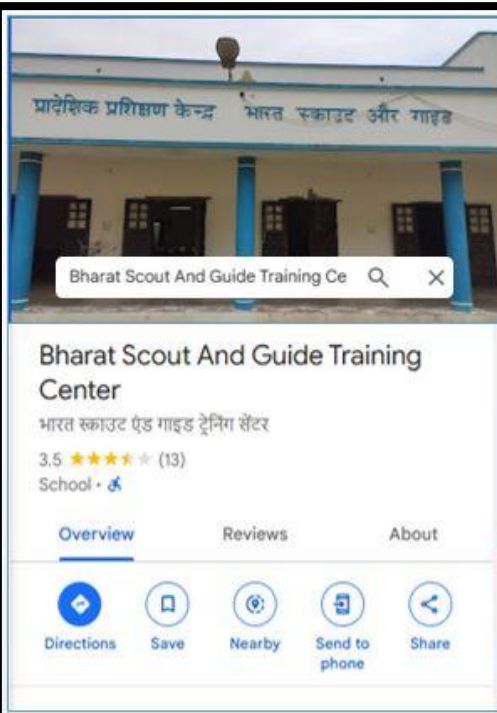 प्रादेशिक प्रशिक्षण केन्द्र भारत स्काउट और गाइड
Bharat Scout And Guide Training Ce
Bharat Scout And Guide Training
Center
भारत स्काउट एंड गाइड ट्रेनिंग सेंटर
3.5 (13)
School •
Overview Reviews About
Directions Save Nearby Send to phone Share